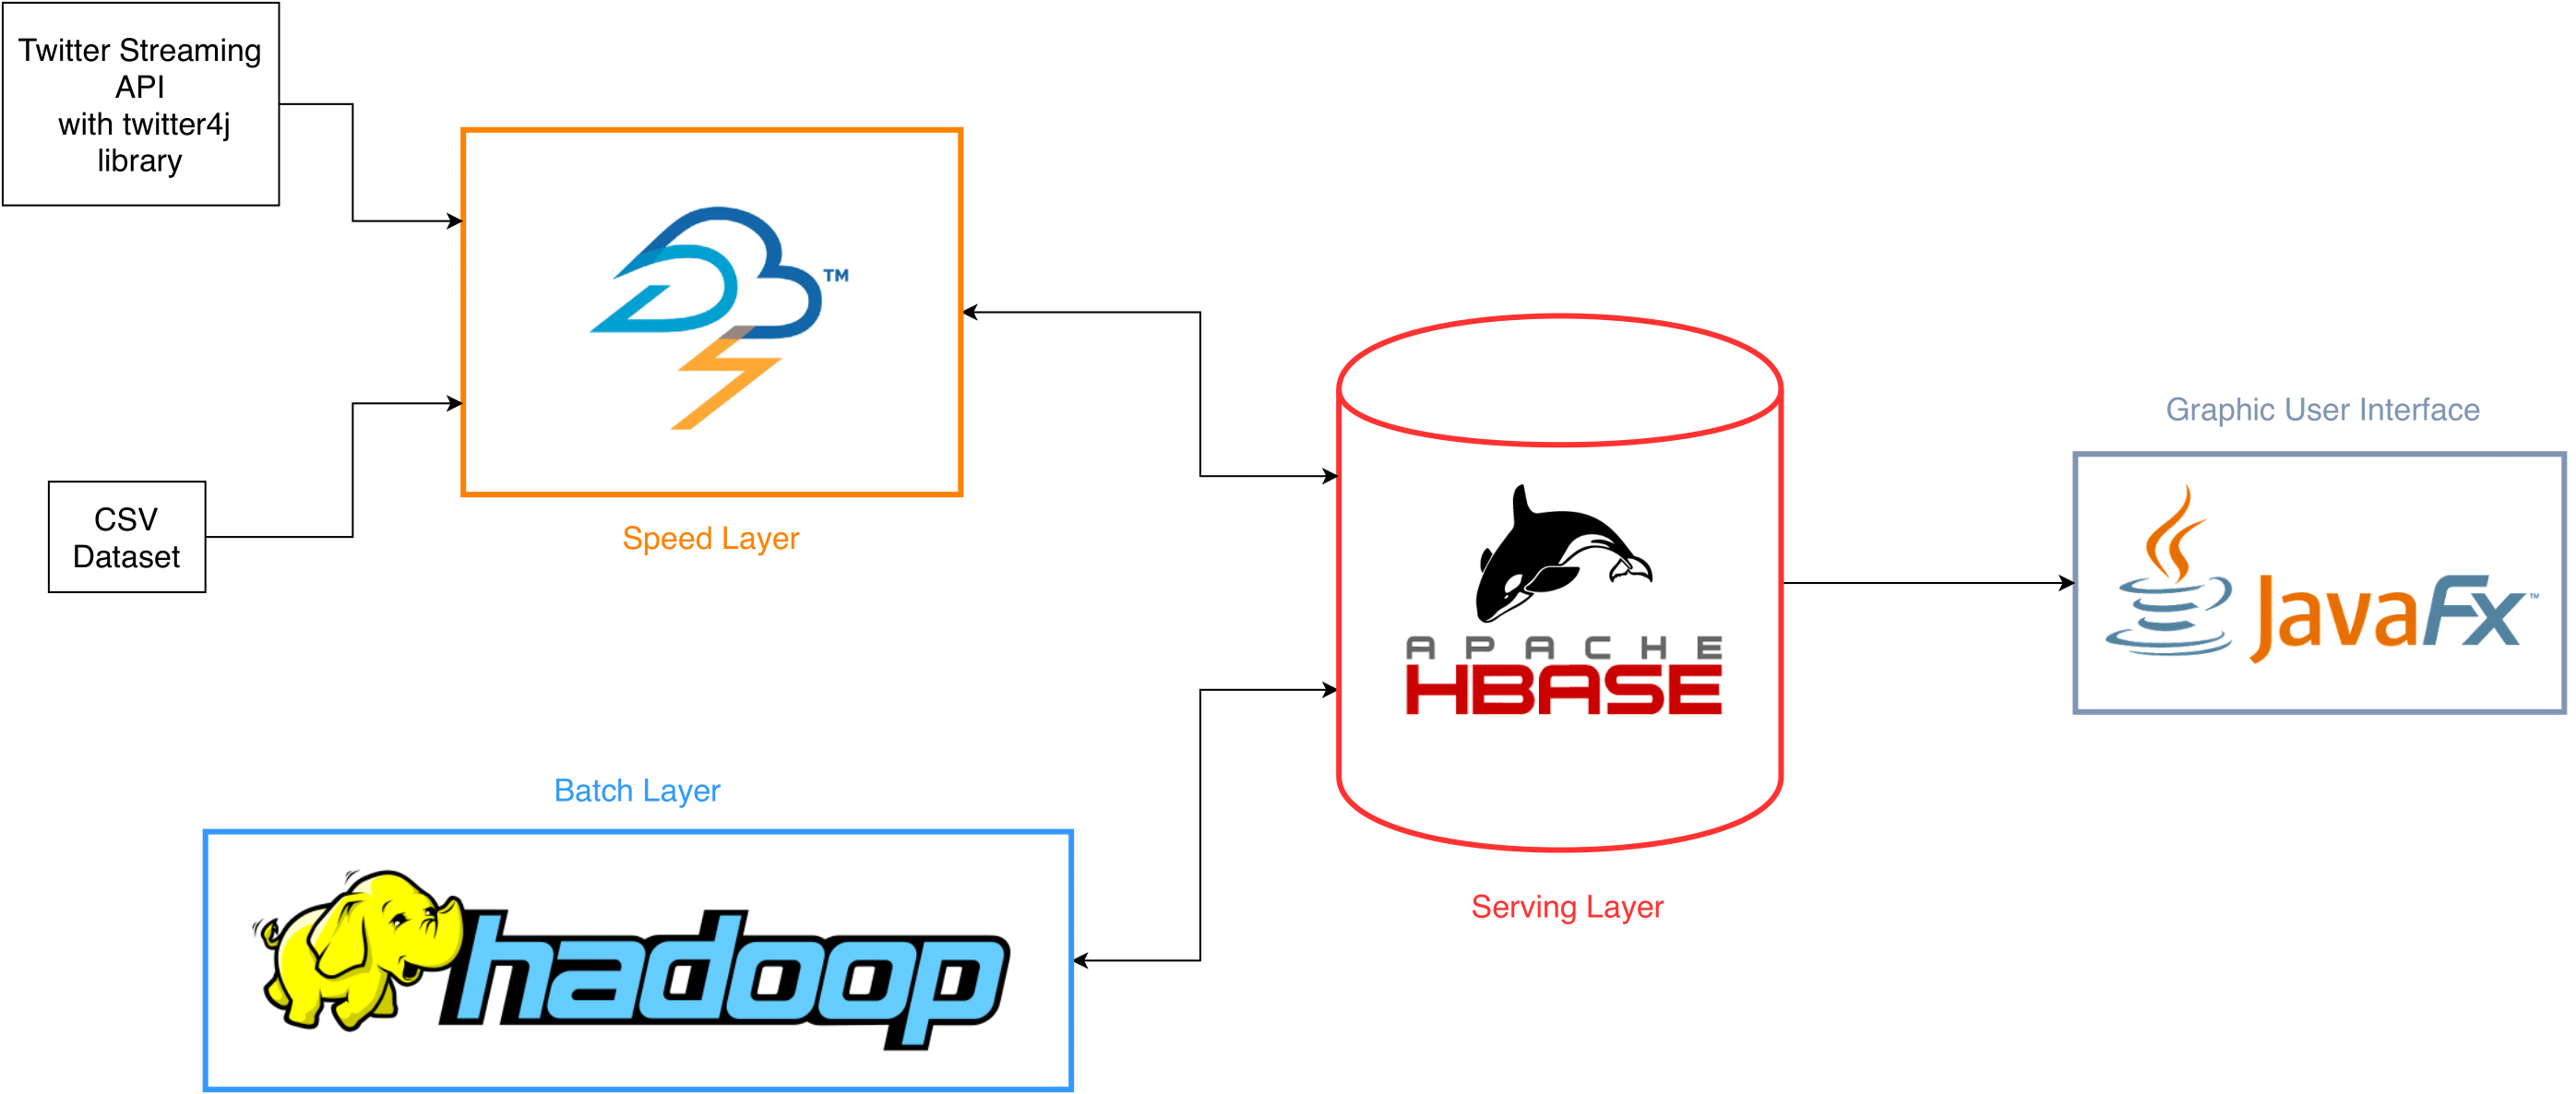 Twitter Streaming
API
with twitter4j
library
TM
Speed Layer
CSV
Dataset
Graphic User Interface
JavaFX™
APACHE
HBASE
Serving Layer
Batch Layer
hadoop